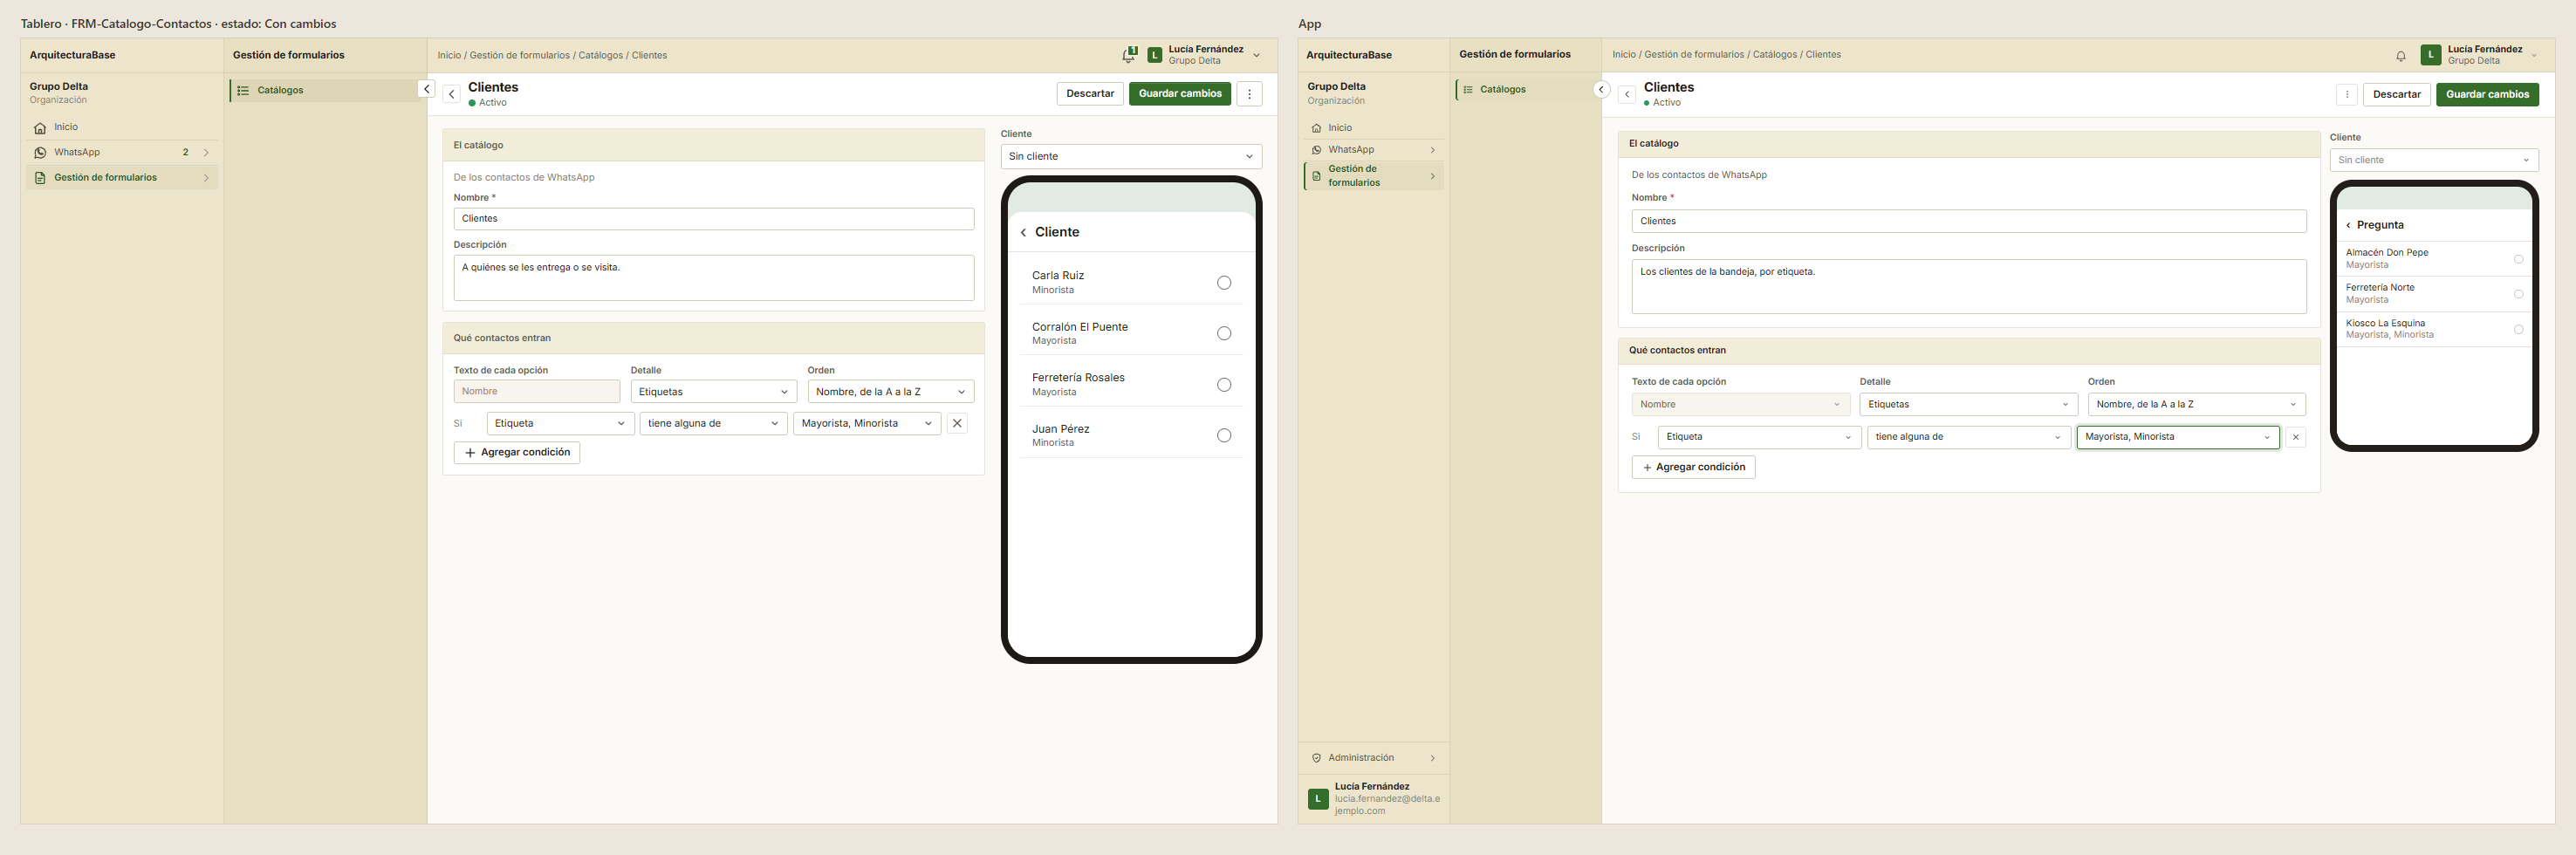 Tablero · FRM-Catalogo-Contactos · estado: Con cambios
ArquitecturaBase
Gestión de formularios
Inicio / Gestión de formularios / Catálogos / Clientes
1
L
Lucía Fernández
Grupo Delta
Grupo Delta
Organización
Inicio
WhatsApp
2
Gestión de formularios
Catálogos
Clientes
Activo
Descartar
Guardar cambios
El catálogo
De los contactos de WhatsApp
Nombre *
Clientes
Descripción
A quiénes se les entrega o se visita.
Qué contactos entran
Texto de cada opción
Detalle
Orden
Nombre
Etiquetas
Nombre, de la A a la Z
Si
Etiqueta
tiene alguna de
Mayorista, Minorista
Agregar condición
Cliente
Sin cliente
Cliente
Carla Ruiz
Minorista
Corralón El Puente
Mayorista
Ferretería Rosales
Mayorista
Juan Pérez
Minorista
App
ArquitecturaBase
Gestión de formularios
Inicio / Gestión de formularios / Catálogos / Clientes
L
Lucía Fernández
Grupo Delta
Grupo Delta
Organización
Inicio
WhatsApp
Gestión de
formularios
Catálogos
Clientes
Activo
Descartar
Guardar cambios
El catálogo
De los contactos de WhatsApp
Nombre *
Clientes
Descripción
Los clientes de la bandeja, por etiqueta.
Qué contactos entran
Texto de cada opción
Detalle
Orden
Nombre
Etiquetas
Nombre, de la A a la Z
Si
Etiqueta
tiene alguna de
Mayorista, Minorista
Agregar condición
Cliente
Sin cliente
Pregunta
Almacén Don Pepe
Mayorista
Ferretería Norte
Mayorista
Kiosco La Esquina
Mayorista, Minorista
Administración
L
Lucía Fernández
lucia.fernandez@delta.e
jemplo.com